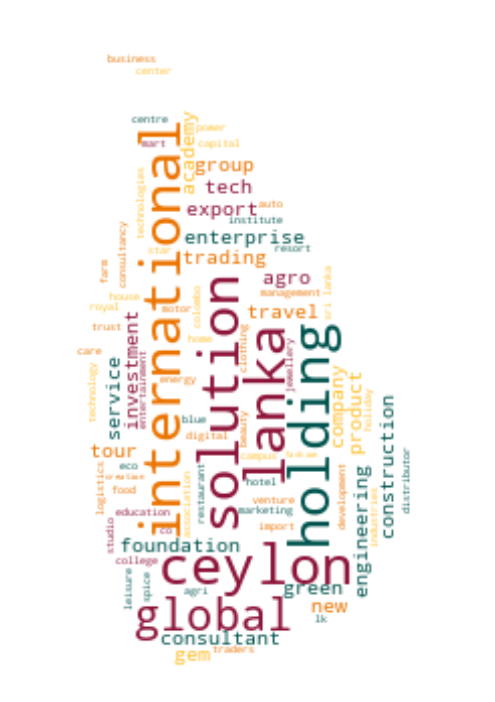 business
center
centre
power
mart
capital
international
academy
group
technologies
tech
export
auto
institute
enterprise
resort
star
consultancy
trading
farm
agro
management
sri lanka
house
royal
motor
colombo
travel
trust
investment
solution
lanka
holding
home
clothing
jewellery
care
entertainment
service
technology
energy
company
product
holiday
blue
beauty
digital
construction
tour
campus
eco
logistics
food
association
restaurant
hotel
development
engineering
distributor
industries
venture
marketing
education
import
co
studio
foundation
college
ceylon
leisure
spice
agri
green
global
new
lk
consultant
gem
traders